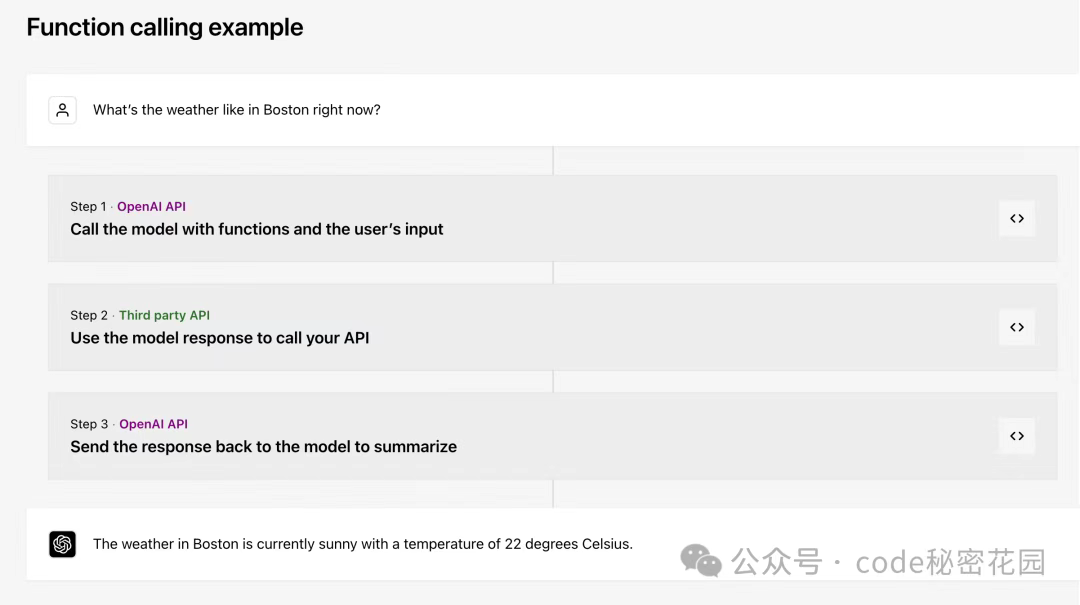 Function calling example
What’s the weather like in Boston right now?
Step 1 · OpenAI API
Call the model with functions and the user’s input
Step 2 · Third party API
Use the model response to call your API
Step 3 · OpenAI API
Send the response back to the model to summarize
The weather in Boston is currently sunny with a temperature of 22 degrees Celsius.
公众号 · code秘密花园